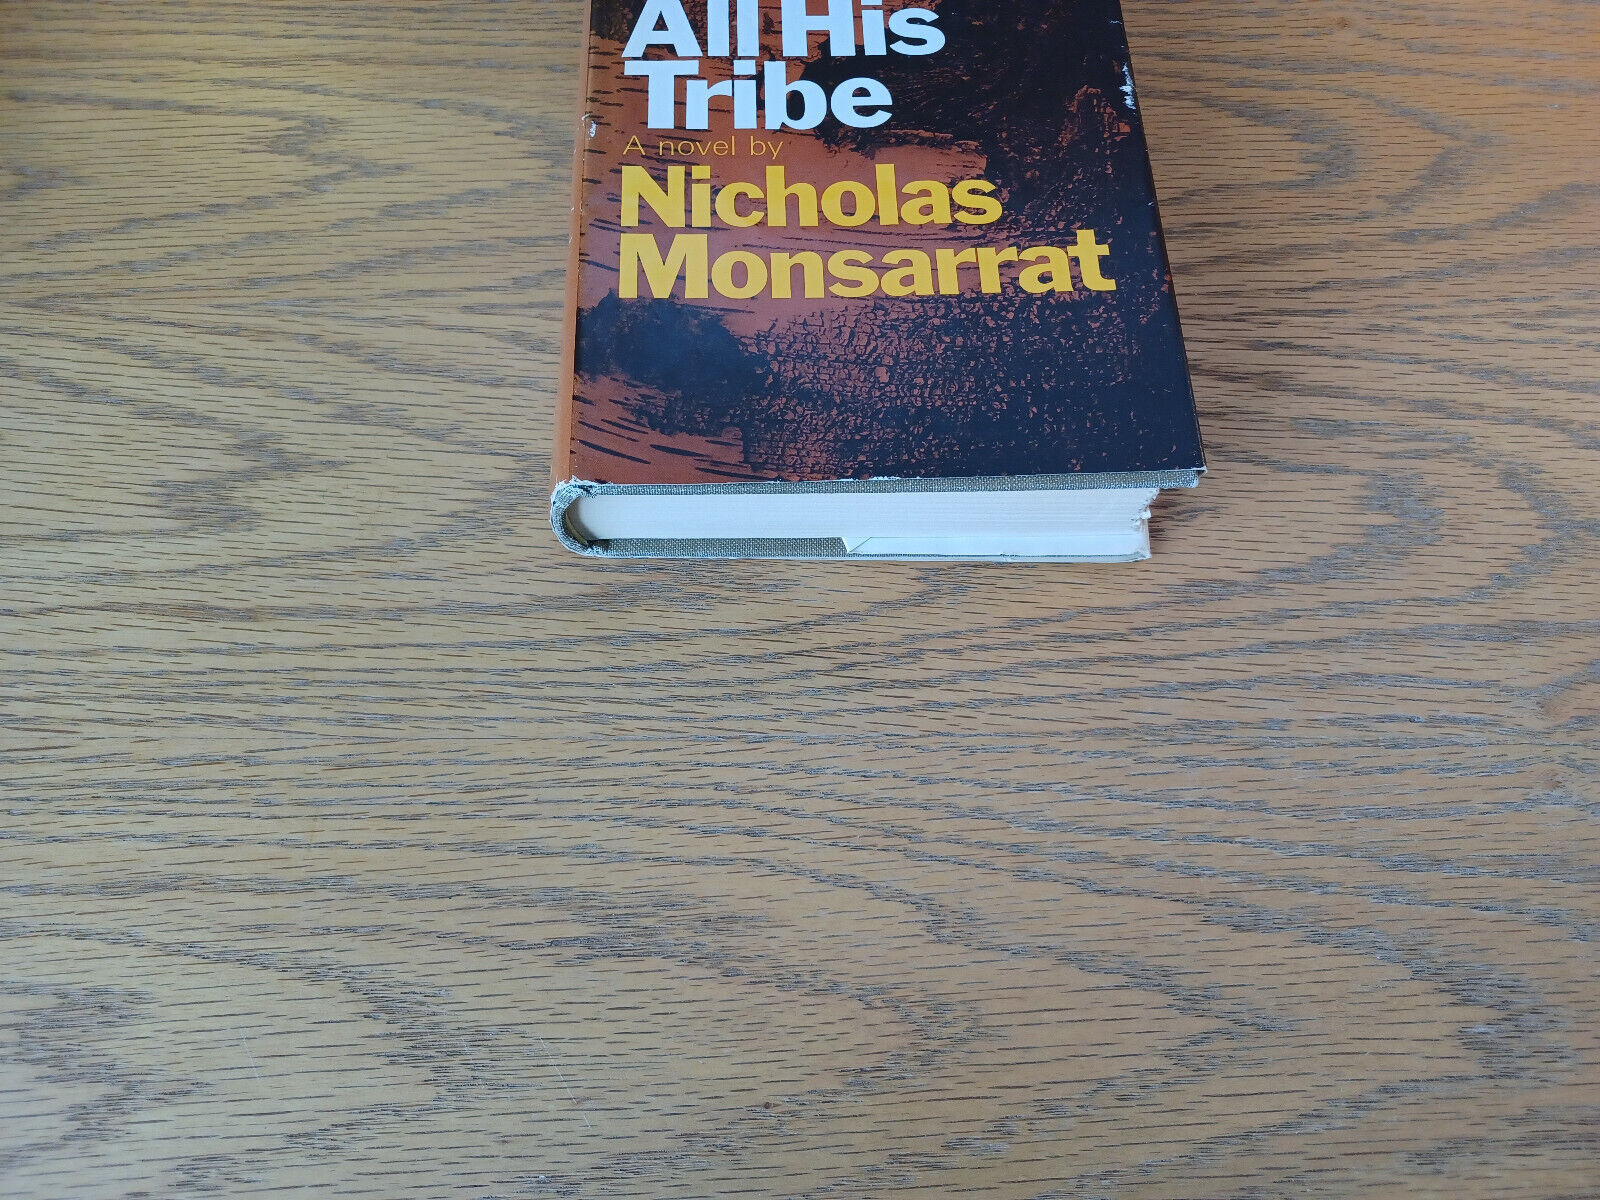 All His
Tribe
A novel by
Nicholas
Monsarrat